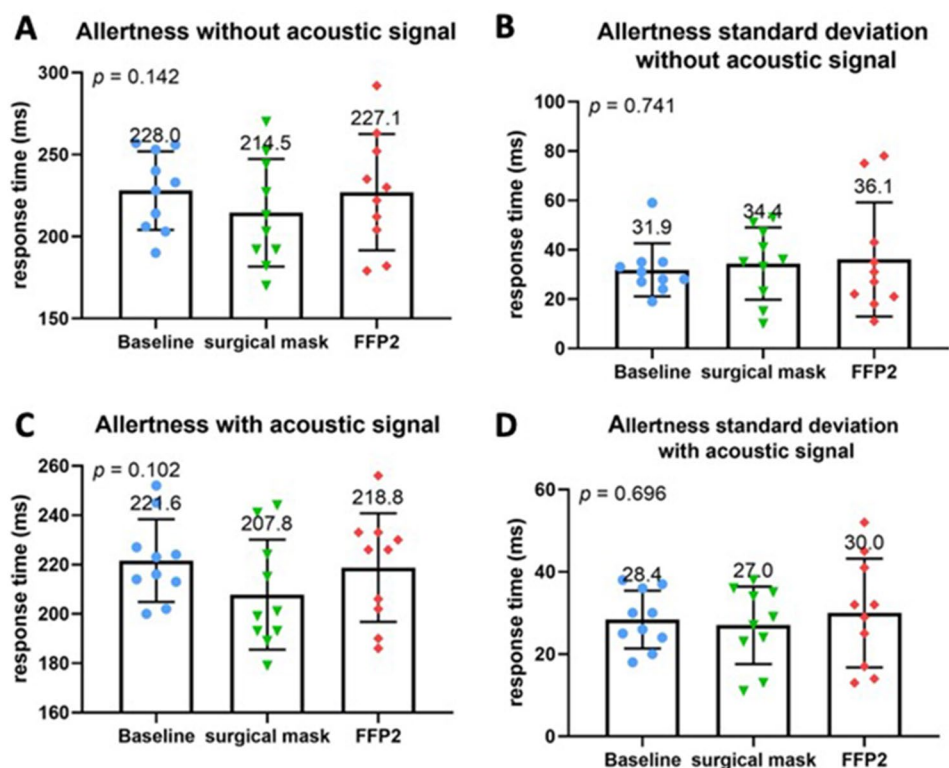 A
Allertness without acoustic signal
p = 0.142
response time (ms)
300
250
200
150
228.0
214.5
227.1
Baseline
surgical mask
FFP2
B
Allertness standard deviation
without acoustic signal
p = 0.741
response time (ms)
100
80
60
40
20
0
31.9
34.4
36.1
Baseline
surgical mask
FFP2
C
Allertness with acoustic signal
p = 0.102
response time (ms)
260
240
220
200
180
160
221.6
207.8
218.8
Baseline
surgical mask
FFP2
D
Allertness standard deviation
with acoustic signal
p = 0.696
response time (ms)
60
40
20
0
28.4
27.0
30.0
Baseline
surgical mask
FFP2